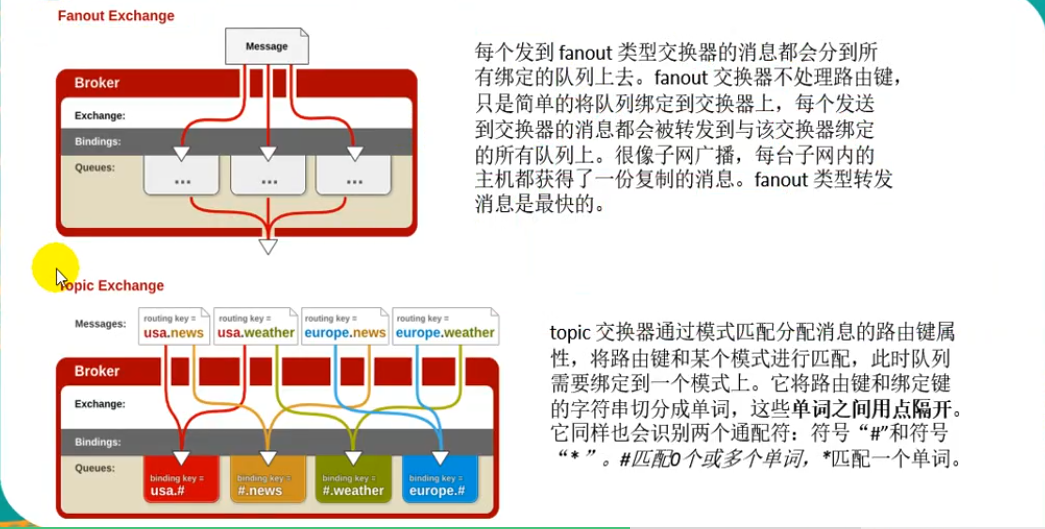 Fanout Exchange
Message
Broker
Exchange:
Bindings:
Queues:
...
...
...
每个发到 fanout 类型交换器的消息都会分到所
有绑定的队列上去。fanout 交换器不处理路由键，
只是简单的将队列绑定到交换器上，每个发送
到交换器的消息都会被转发到与该交换器绑定
的所有队列上。很像子网广播，每台子网内的
主机都获得了一份复制的消息。fanout 类型转发
消息是最快的。
Topic Exchange
Messages:
routing key =
usa.news
routing key =
usa.weather
routing key =
europe.news
routing key =
europe.weather
Broker
Exchange:
Bindings:
Queues:
binding key =
usa.#
binding key =
#.news
binding key =
#.weather
binding key =
europe.#
topic 交换器通过模式匹配分配消息的路由键属
性，将路由键和某个模式进行匹配，此时队列
需要绑定到一个模式上。它将路由键和绑定键
的字符串切分成单词，这些单词之间用点隔开。
它同样也会识别两个通配符：符号“#”和符号
“*”。#匹配0个或多个单词，*匹配一个单词。